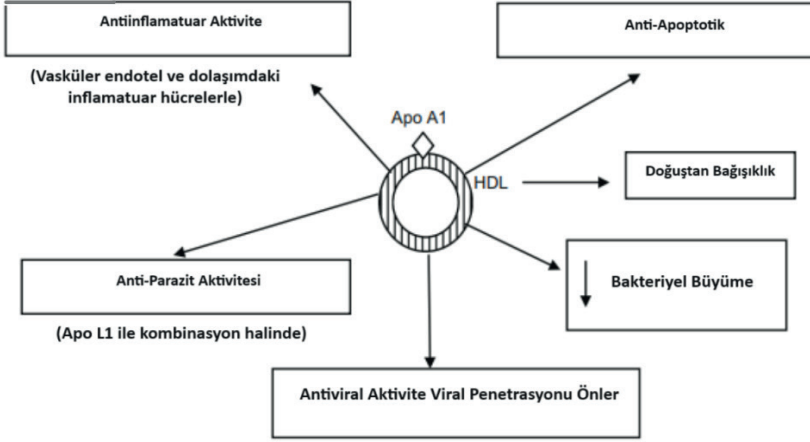 Antiinflamatuar Aktivite
(Vasküler endotel ve dolaşımdaki
inflamatuar hücrelerle)
Anti-Apoptotik
Apo A1
HDL
Doğuştan Bağışıklık
Anti-Parazit Aktivitesi
(Apo L1 ile kombinasyon halinde)
Bakteriyel Büyüme
Antiviral Aktivite Viral Penetrasyonu Önler